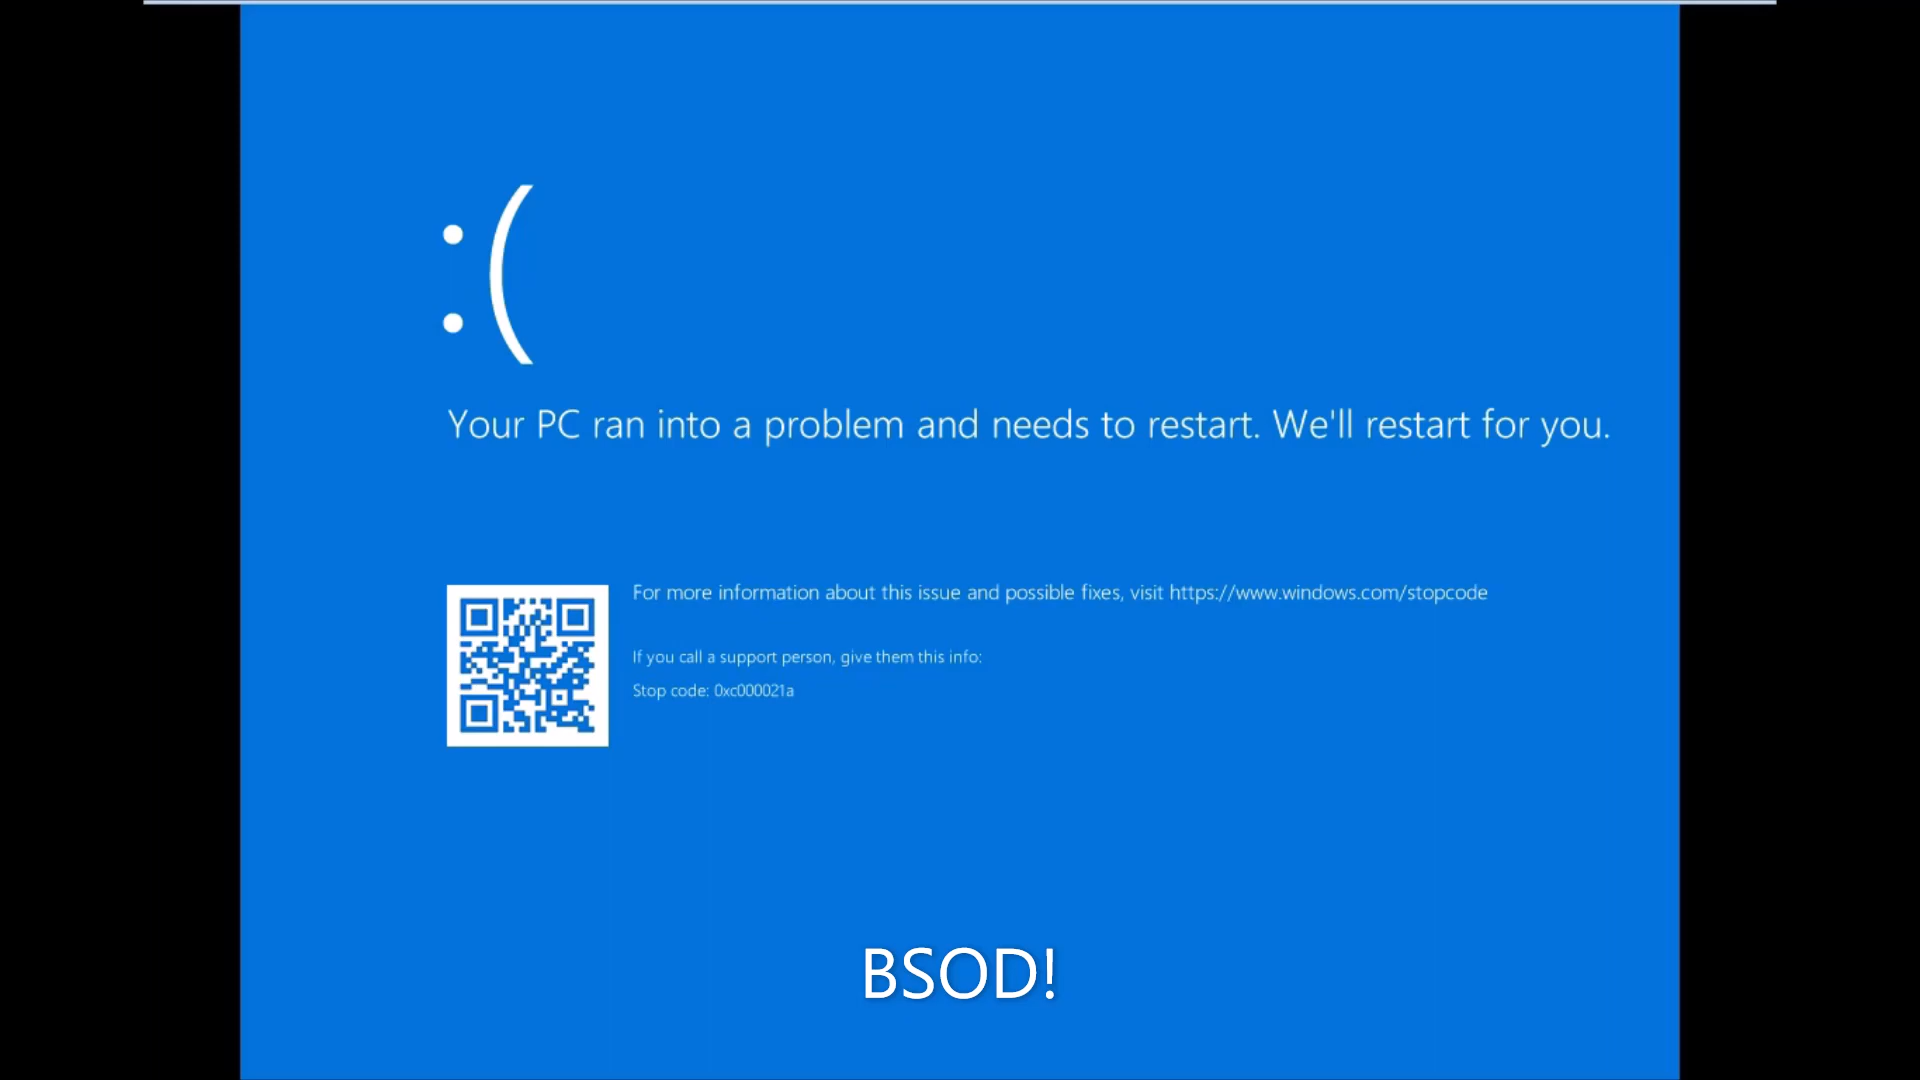 :(
Your PC ran into a problem and needs to restart. We'll restart for you.
For more information about this issue and possible fixes, visit https://www.windows.com/stopcode
If you call a support person, give them this info:
Stop code: 0xc000021a
BSOD!